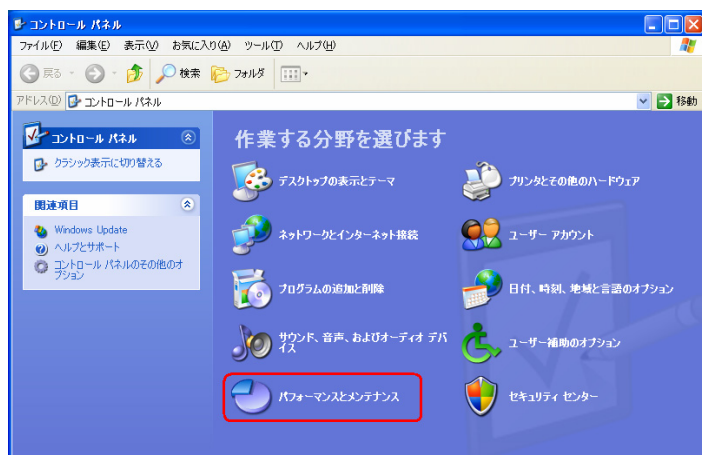 コントロール パネル
ファイル(F) 編集(E) 表示(V) お気に入り(A) ツール(T) ヘルプ(H)
戻る 検索 フォルダ
アドレス(D) コントロール パネル 移動
コントロール パネル
クラシック表示に切り替える
関連項目
Windows Update
ヘルプとサポート
コントロール パネルのその他のオ
プション
作業する分野を選びます
デスクトップの表示とテーマ
プリンタとその他のハードウェア
ネットワークとインターネット接続
ユーザー アカウント
プログラムの追加と削除
日付、時刻、地域と言語のオプション
サウンド、音声、およびオーディオ デバ
イス
ユーザー補助のオプション
パフォーマンスとメンテナンス
セキュリティ センター